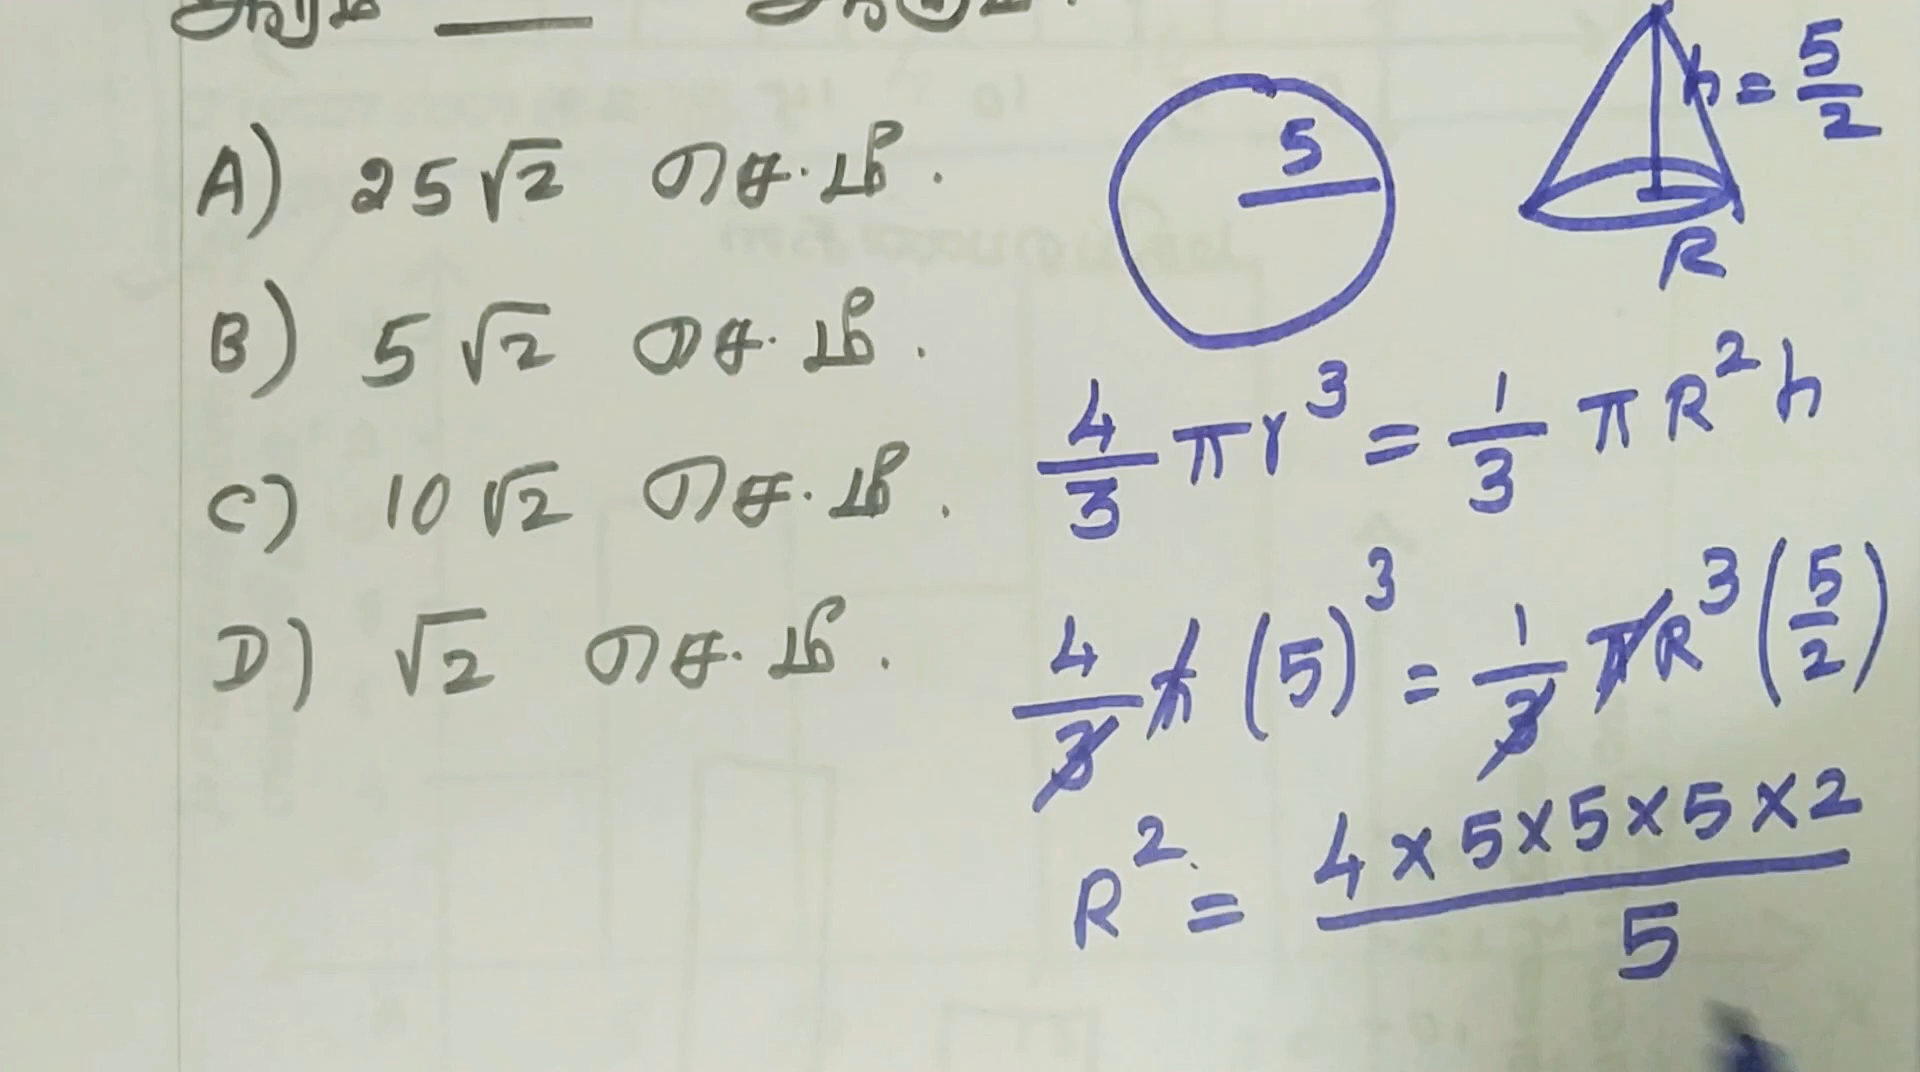 A) 25√2 செ.மீ.
B) 5√2 செ.மீ.
C) 10√2 செ.மீ.
D) √2 செ.மீ.
5
h = 5/2
R
4/3 πr³ = 1/3 πR²h
4/3 π (5)³ = 1/3 πR³ (5/2)
R² = 4×5×5×5×2 / 5